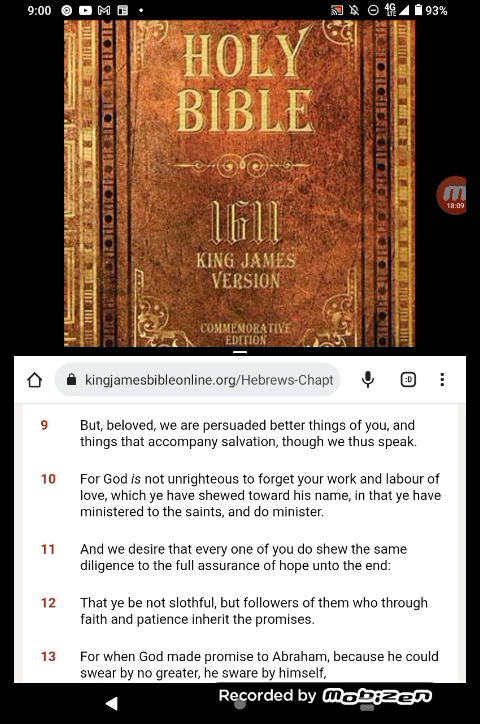 9:00
4G
LTE
93%
HOLY
BIBLE
1611
KING JAMES
VERSION
COMMEMORATIVE
EDITION
m
18:09
kingjamesbibleonline.org/Hebrews-Chapt
:D
9 But, beloved, we are persuaded better things of you, and
things that accompany salvation, though we thus speak.
10 For God is not unrighteous to forget your work and labour of
love, which ye have shewed toward his name, in that ye have
ministered to the saints, and do minister.
11 And we desire that every one of you do shew the same
diligence to the full assurance of hope unto the end:
12 That ye be not slothful, but followers of them who through
faith and patience inherit the promises.
13 For when God made promise to Abraham, because he could
swear by no greater, he sware by himself,
Recorded by Mobizen